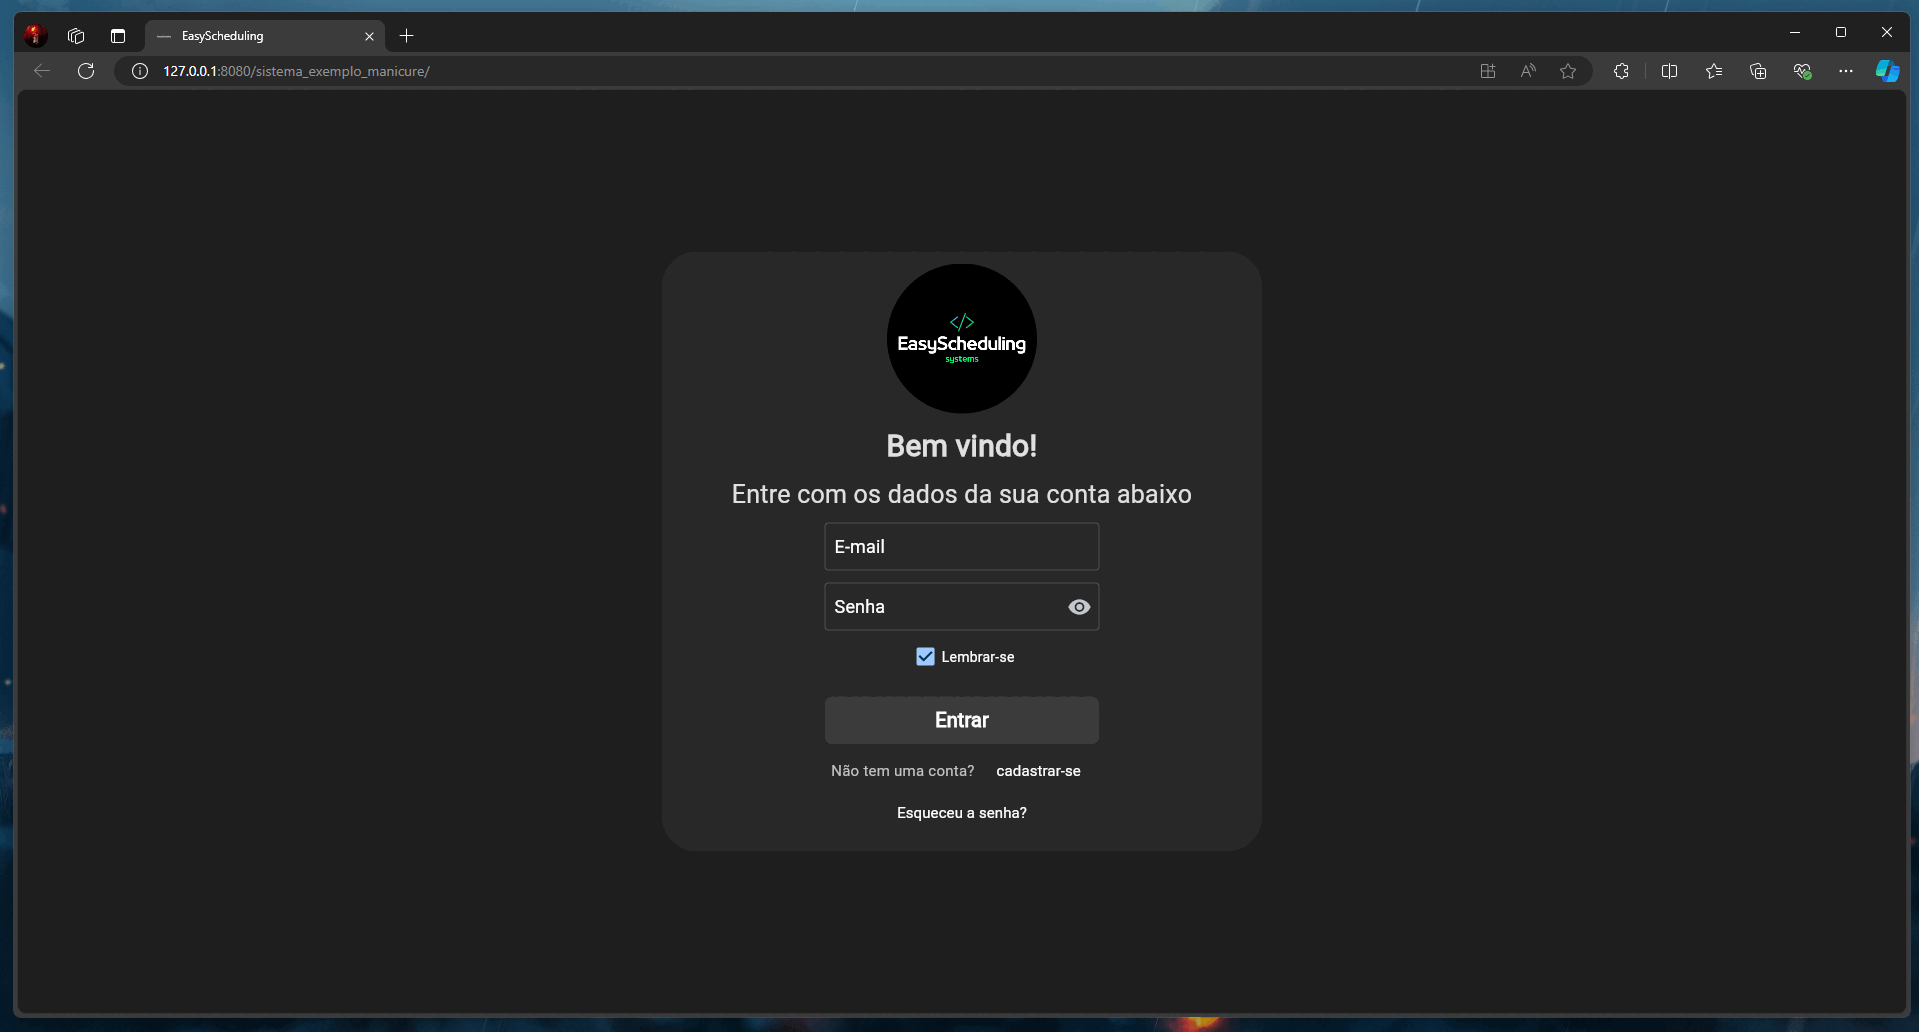 EasyScheduling
127.0.0.1:8080/sistema_exemplo_manicure/
</>
EasyScheduling
systems
Bem vindo!
Entre com os dados da sua conta abaixo
E-mail
Senha
Lembrar-se
Entrar
Não tem uma conta? cadastrar-se
Esqueceu a senha?